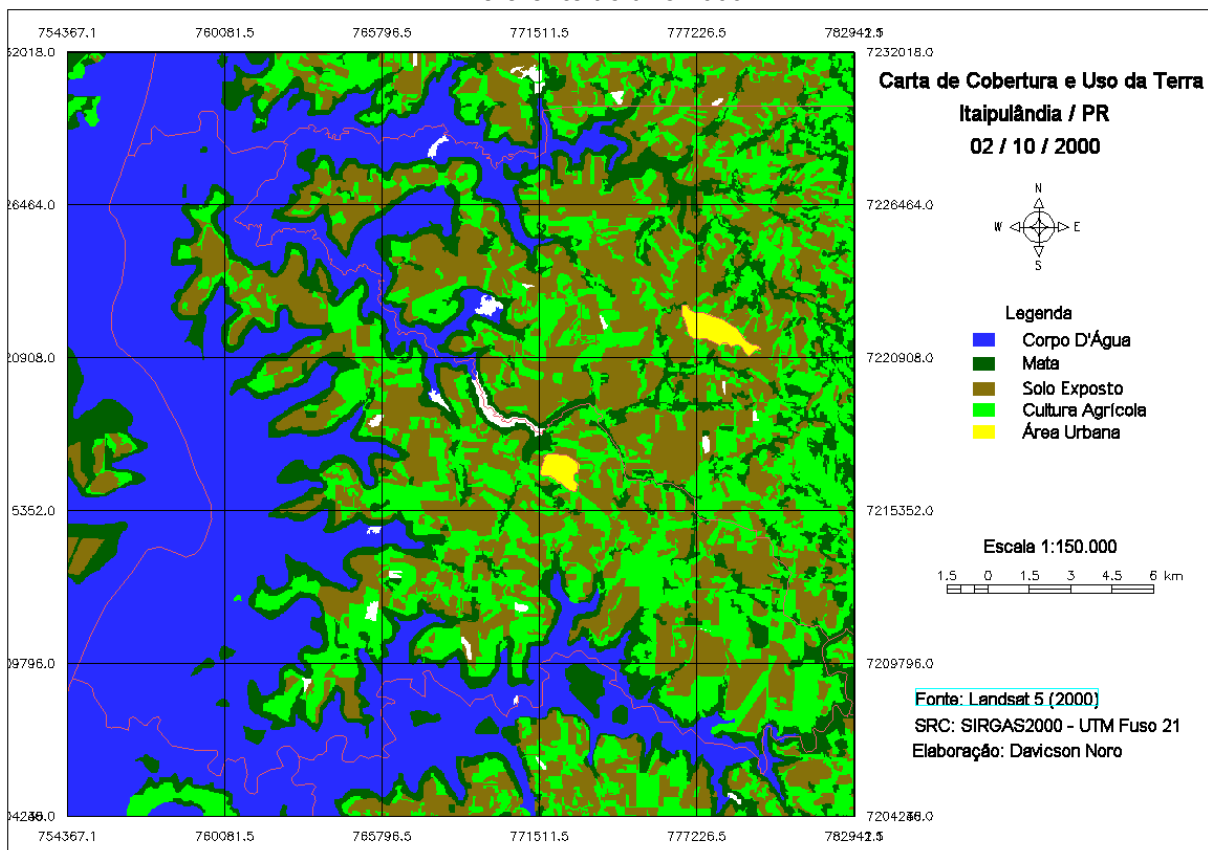 754367.1 760081.5 765796.5 771511.5 777226.5
7232018.0
7226464.0
7220908.0
7215352.0
7209796.0
754367.1 760081.5 765796.5 771511.5 777226.5
Carta de Cobertura e Uso da Terra
Itaipulândia / PR
02 / 10 / 2000
N
W E
S
Legenda
Corpo D'Água
Mata
Solo Exposto
Cultura Agrícola
Área Urbana
Escala 1:150.000
1.5 0 1.5 3 4.5 6 km
Fonte: Landsat 5 (2000)
SRC: SIRGAS2000 - UTM Fuso 21
Elaboração: Davicson Noro